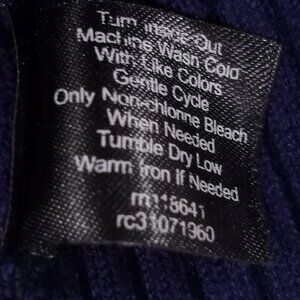 Turn Inside Out
Machine Wash Cold
With Like Colors
Gentle Cycle
Only Non-chlorine Bleach
When Needed
Tumble Dry Low
Warm Iron If Needed
rn118641
rc31071960